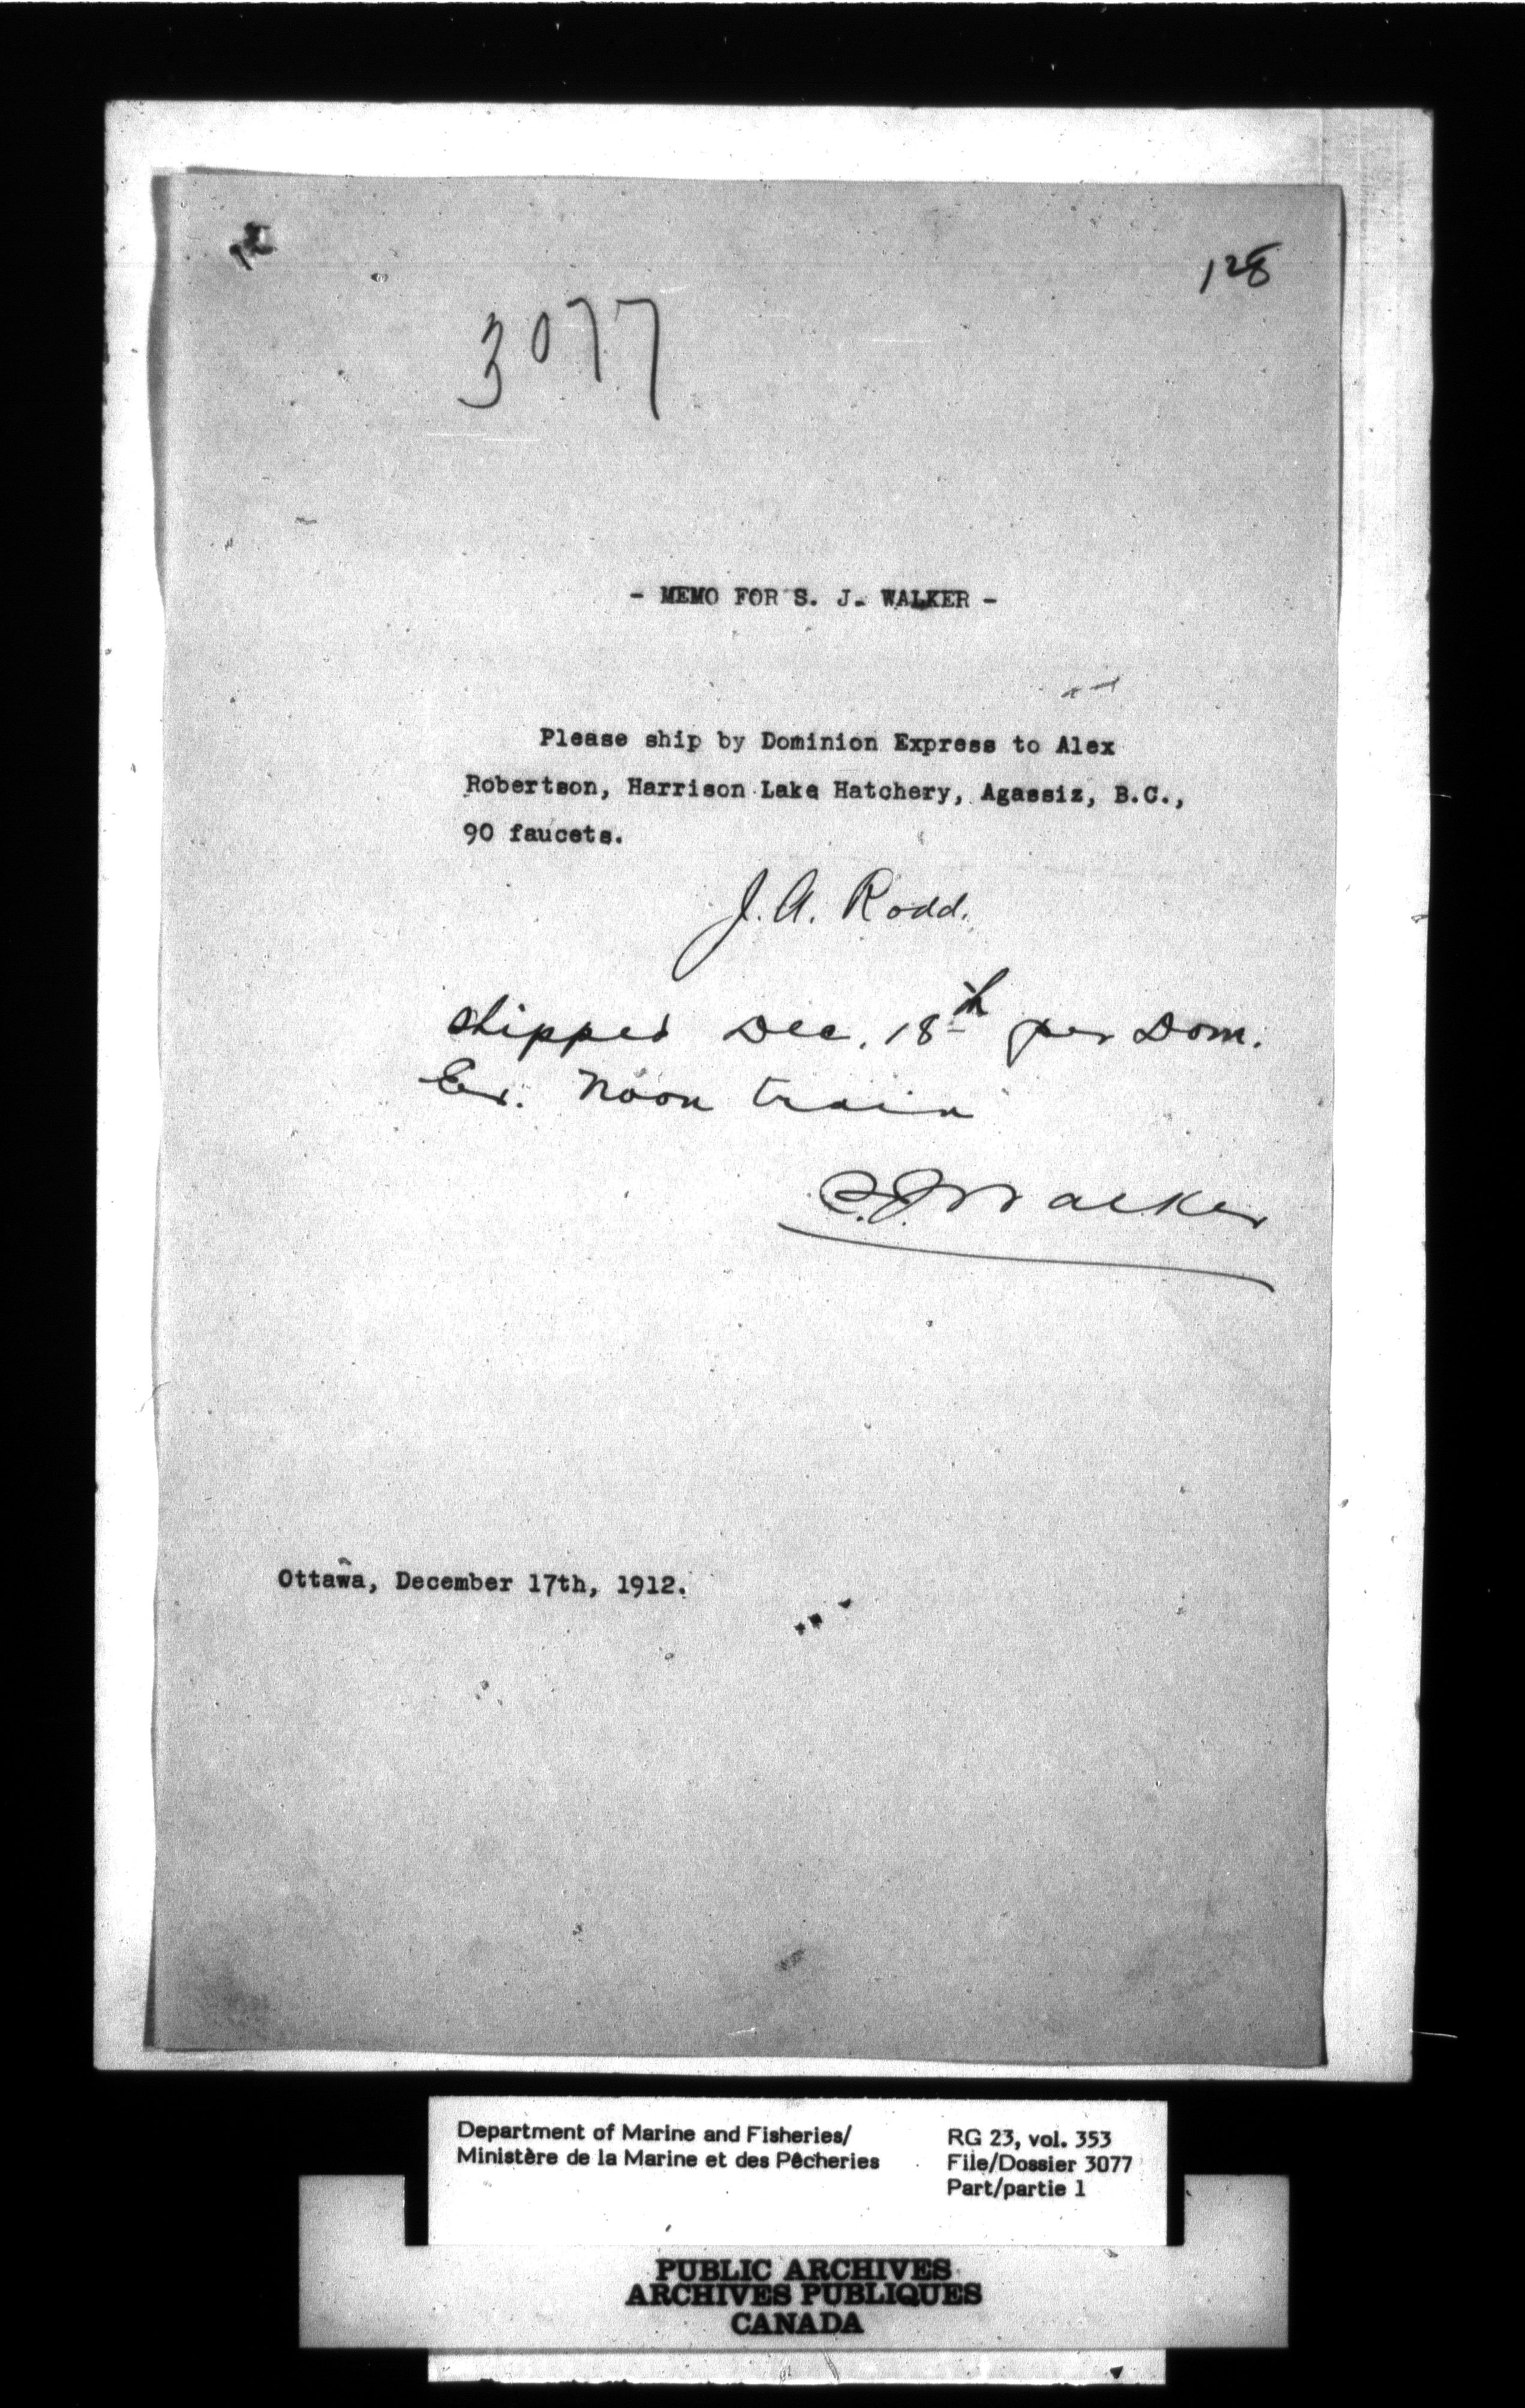 128
3077
- MEMO FOR S. J. WALKER -
Please ship by Dominion Express to Alex
Robertson, Harrison Lake Hatchery, Agassiz, B.C.,
90 faucets.
J. A. Rodd.
Shipped Dec. 18th per Dom.
Ex. Noon train
S.J. Walker
Ottawa, December 17th, 1912.
Department of Marine and Fisheries/
Ministère de la Marine et des Pêcheries
RG 23, vol. 353
File/Dossier 3077
Part/partie 1
PUBLIC ARCHIVES
ARCHIVES PUBLIQUES
CANADA